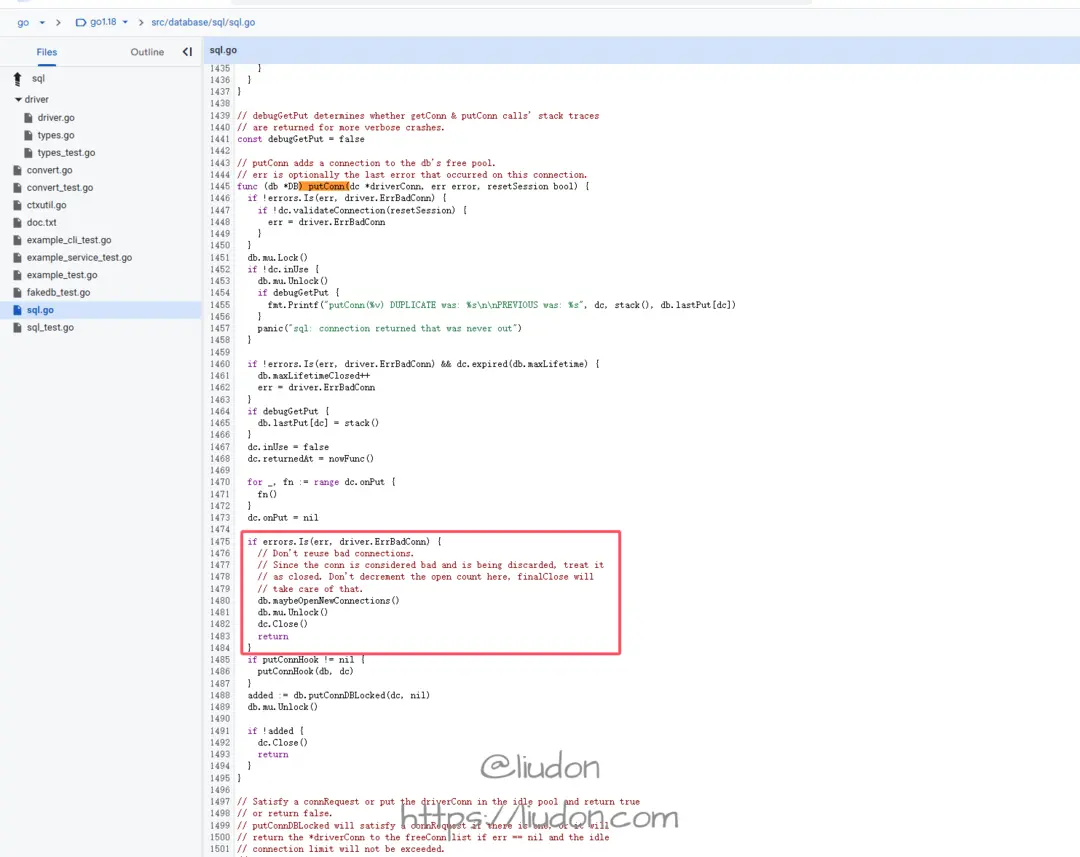 go
go1.18
src/database/sql/sql.go
Files
Outline
sql
driver
driver.go
types.go
types_test.go
convert.go
convert_test.go
ctxutil.go
doc.txt
example_cli_test.go
example_service_test.go
example_test.go
fakedb_test.go
sql.go
sql_test.go
sql.go
1435 }
1436 }
1437 }
1438
1439 // debugGetPut determines whether getConn & putConn calls' stack traces
1440 // are returned for more verbose crashes.
1441 const debugGetPut = false
1442
1443 // putConn adds a connection to the db's free pool.
1444 // err is optionally the last error that occurred on this connection.
1445 func (db *DB) putConn(dc *driverConn, err error, resetSession bool) {
1446 if !errors.Is(err, driver.ErrBadConn) {
1447 if !dc.validateConnection(resetSession) {
1448 err = driver.ErrBadConn
1449 }
1450 }
1451 db.mu.Lock()
1452 if !dc.inUse {
1453 db.mu.Unlock()
1454 if debugGetPut {
1455 fmt.Printf("putConn(%v) DUPLICATE was: %s\n\nPREVIOUS was: %s", dc, stack(), db.lastPut[dc])
1456 }
1457 panic("sql: connection returned that was never out")
1458 }
1459
1460 if !errors.Is(err, driver.ErrBadConn) && dc.expired(db.maxLifetime) {
1461 db.maxLifetimeClosed++
1462 err = driver.ErrBadConn
1463 }
1464 if debugGetPut {
1465 db.lastPut[dc] = stack()
1466 }
1467 dc.inUse = false
1468 dc.returnedAt = nowFunc()
1469
1470 for _, fn := range dc.onPut {
1471 fn()
1472 }
1473 dc.onPut = nil
1474
1475 if errors.Is(err, driver.ErrBadConn) {
1476 // Don't reuse bad connections.
1477 // Since the conn is considered bad and is being discarded, treat it
1478 // as closed. Don't decrement the open count here, finalClose will
1479 // take care of that.
1480 db.maybeOpenNewConnections()
1481 db.mu.Unlock()
1482 dc.Close()
1483 return
1484 }
1485 if putConnHook != nil {
1486 putConnHook(db, dc)
1487 }
1488 added := db.putConnDBLocked(dc, nil)
1489 db.mu.Unlock()
1490
1491 if !added {
1492 dc.Close()
1493 return
1494 }
1495 }
1496
1497 // Satisfy a connRequest or put the driverConn in the idle pool and return true
1498 // or return false.
1499 // putConnDBLocked will satisfy a connRequest if there is one, or it will
1500 // return the *driverConn to the freeConn list if err == nil and the idle
1501 // connection limit will not be exceeded.
@liudon
https://liudon.com